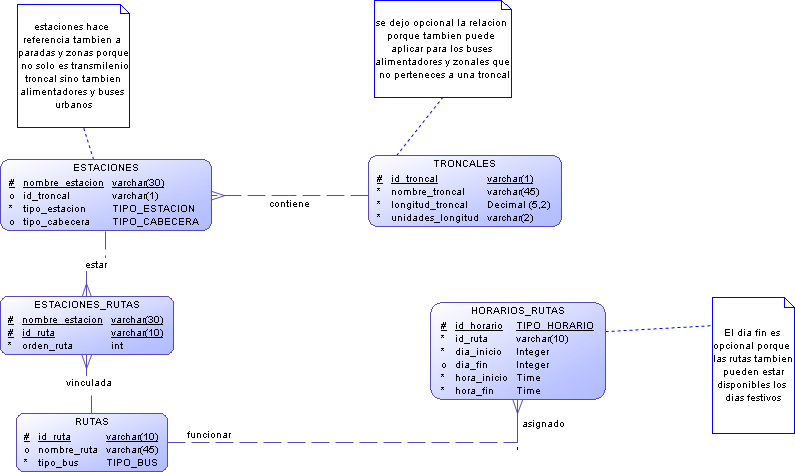 estaciones hace
referencia tambien a
paradas y zonas porque
no solo es transmilenio
troncal sino tambien
alimentadores y buses
urbanos
se dejo opcional la relacion
porque tambien puede
aplicar para los buses
alimentadores y zonales que
no perteneces a una troncal
ESTACIONES
# nombre_estacion varchar(30)
o id_troncal varchar(1)
* tipo_estacion TIPO_ESTACION
o tipo_cabecera TIPO_CABECERA
contiene
TRONCALES
# id_troncal varchar(1)
* nombre_troncal varchar(45)
* longitud_troncal Decimal (5,2)
* unidades_longitud varchar(2)
estar
ESTACIONES_RUTAS
# nombre_estacion varchar(30)
# id_ruta varchar(10)
* orden_ruta int
vinculada
HORARIOS_RUTAS
# id_horario TIPO_HORARIO
* id_ruta varchar(10)
* dia_inicio Integer
o dia_fin Integer
* hora_inicio Time
* hora_fin Time
El dia fin es
opcional porque
las rutas tambien
pueden estar
disponibles los
dias festivos
RUTAS
# id_ruta varchar(10)
o nombre_ruta varchar(45)
* tipo_bus TIPO_BUS
funcionar
asignado